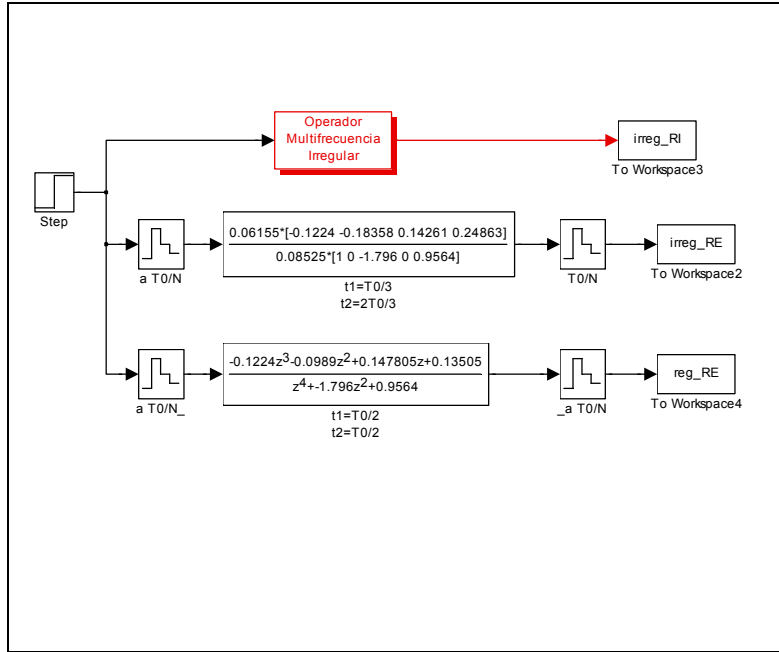 Operador
Multifrecuencia
Irregular
irreg_RI
To Workspace3
Step
a T0/N
0.06155*[-0.1224 -0.18358 0.14261 0.24863]
0.08525*[1 0 -1.796 0 0.9564]
t1=T0/3
t2=2T0/3
T0/N
irreg_RE
To Workspace2
a T0/N_
-0.1224z3-0.0989z2+0.147805z+0.13505
z4+-1.796z2+0.9564
t1=T0/2
t2=T0/2
_a T0/N
reg_RE
To Workspace4